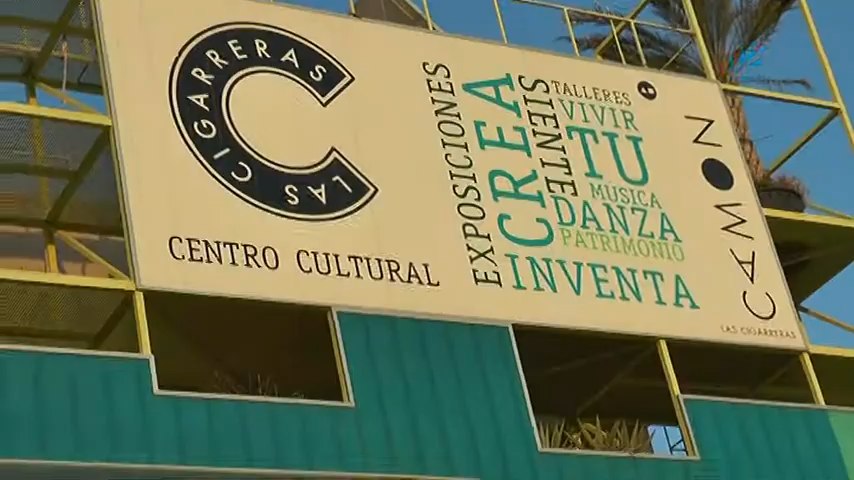 LAS CIGARRERAS
CENTRO CULTURAL
EXPOSICIONES
CREA
SIENTE
TALLERES
VIVIR
TU
MÚSICA
DANZA
PATRIMONIO
INVENTA
CAMON
LAS CIGARRERAS